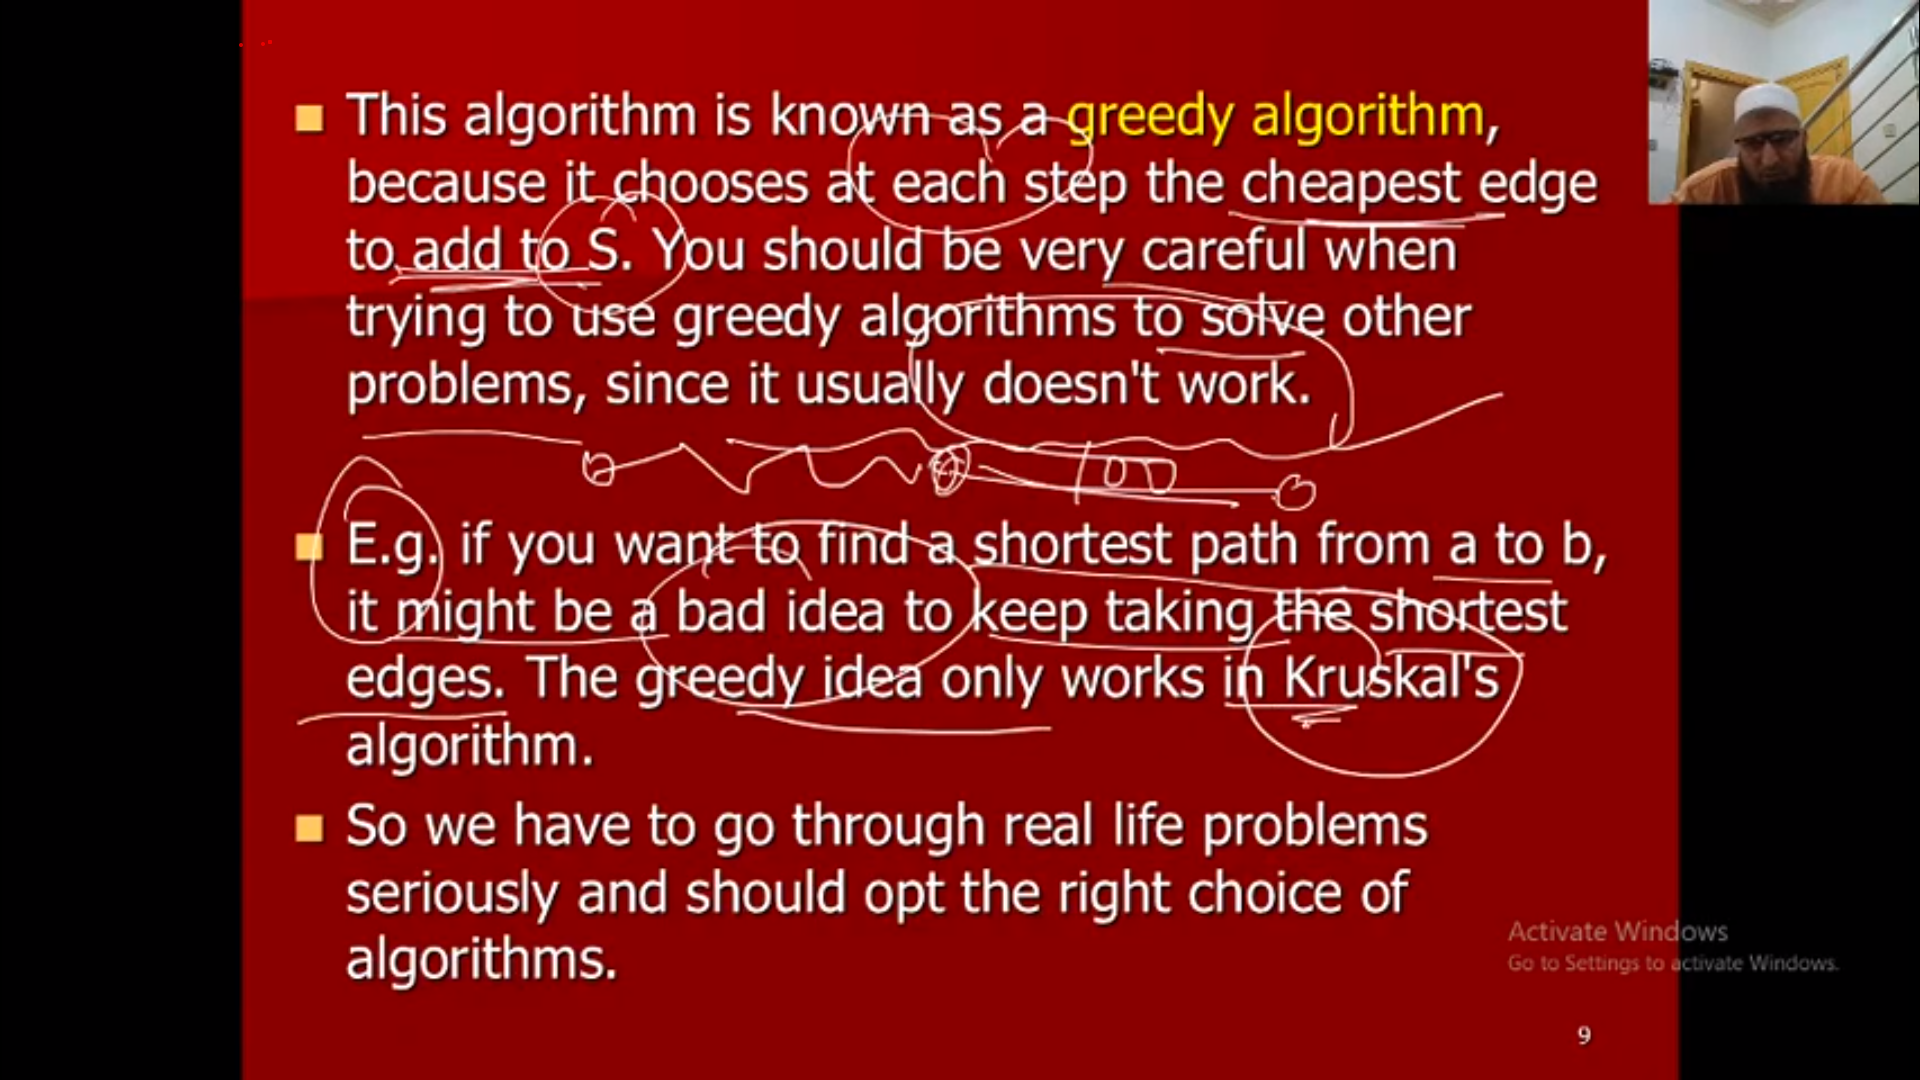 ■ This algorithm is known as a greedy algorithm,
because it chooses at each step the cheapest edge
to add to S. You should be very careful when
trying to use greedy algorithms to solve other
problems, since it usually doesn't work.
100
■ E.g. if you want to find a shortest path from a to b,
it might be a bad idea to keep taking the shortest
edges. The greedy idea only works in Kruskal's
algorithm.
■ So we have to go through real life problems
seriously and should opt the right choice of
algorithms.
Activate Windows
Go to Settings to activate Windows.
9